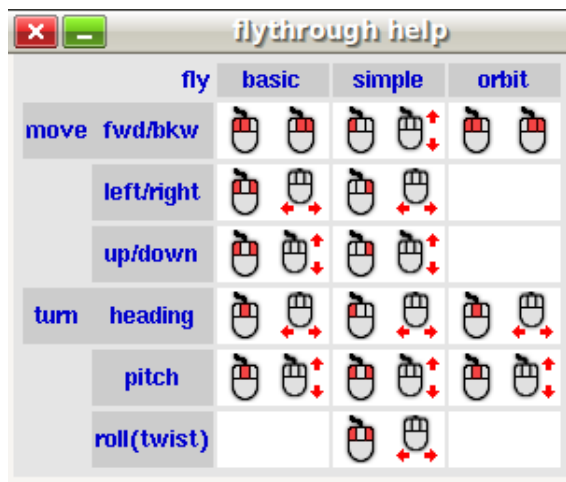 flythrough help
fly basic simple orbit
move fwd/bkw
left/right
up/down
turn heading
pitch
roll(twist)